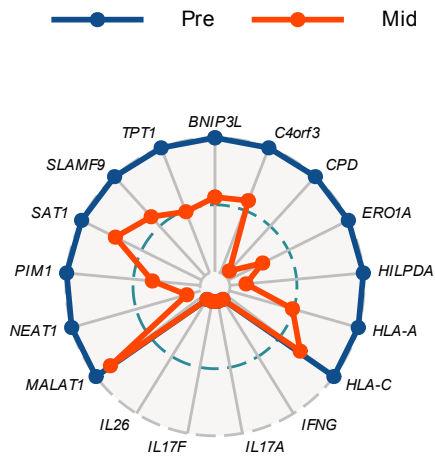 Pre Mid
BNIP3L
TPT1 C4orf3
SLAMF9 CPD
SAT1 ERO1A
PIM1 HILPDA
NEAT1 HLA-A
MALAT1 HLA-C
IL26 IFNG
IL17F IL17A